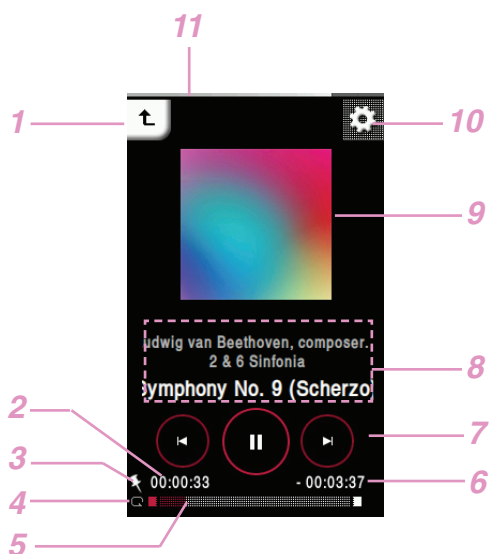 11
1
10
9
udwig van Beethoven, composer.
2 & 6 Sinfonia
8
Symphony No. 9 (Scherzo
2
7
3
00:00:33 - 00:03:37 6
4
5